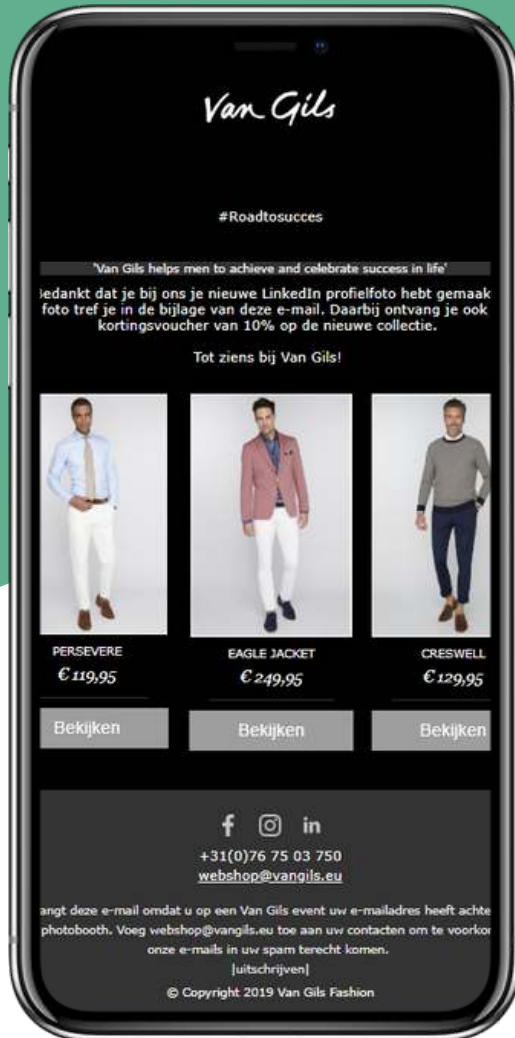 Van Gils
#Roadtosucces
'Van Gils helps men to achieve and celebrate success in life'
Bedankt dat je bij ons je nieuwe LinkedIn profielfoto hebt gemaak
foto tref je in de bijlage van deze e-mail. Daarbij ontvang je ook
kortingsvoucher van 10% op de nieuwe collectie.
Tot ziens bij Van Gils!
PERSEVERE
EAGLE JACKET
CRESWELL
€ 119,95
€ 249,95
€ 129,95
Bekijken
Bekijken
Bekijken
f
in
+31(0)76 75 03 750
webshop@vangils.eu
angt deze e-mail omdat u op een Van Gils event uw e-mailadres heeft achte
photobooth. Voeg webshop@vangils.eu toe aan uw contacten om te voorkor
onze e-mails in uw spam terecht komen.
|uitschrijven|
© Copyright 2019 Van Gils Fashion